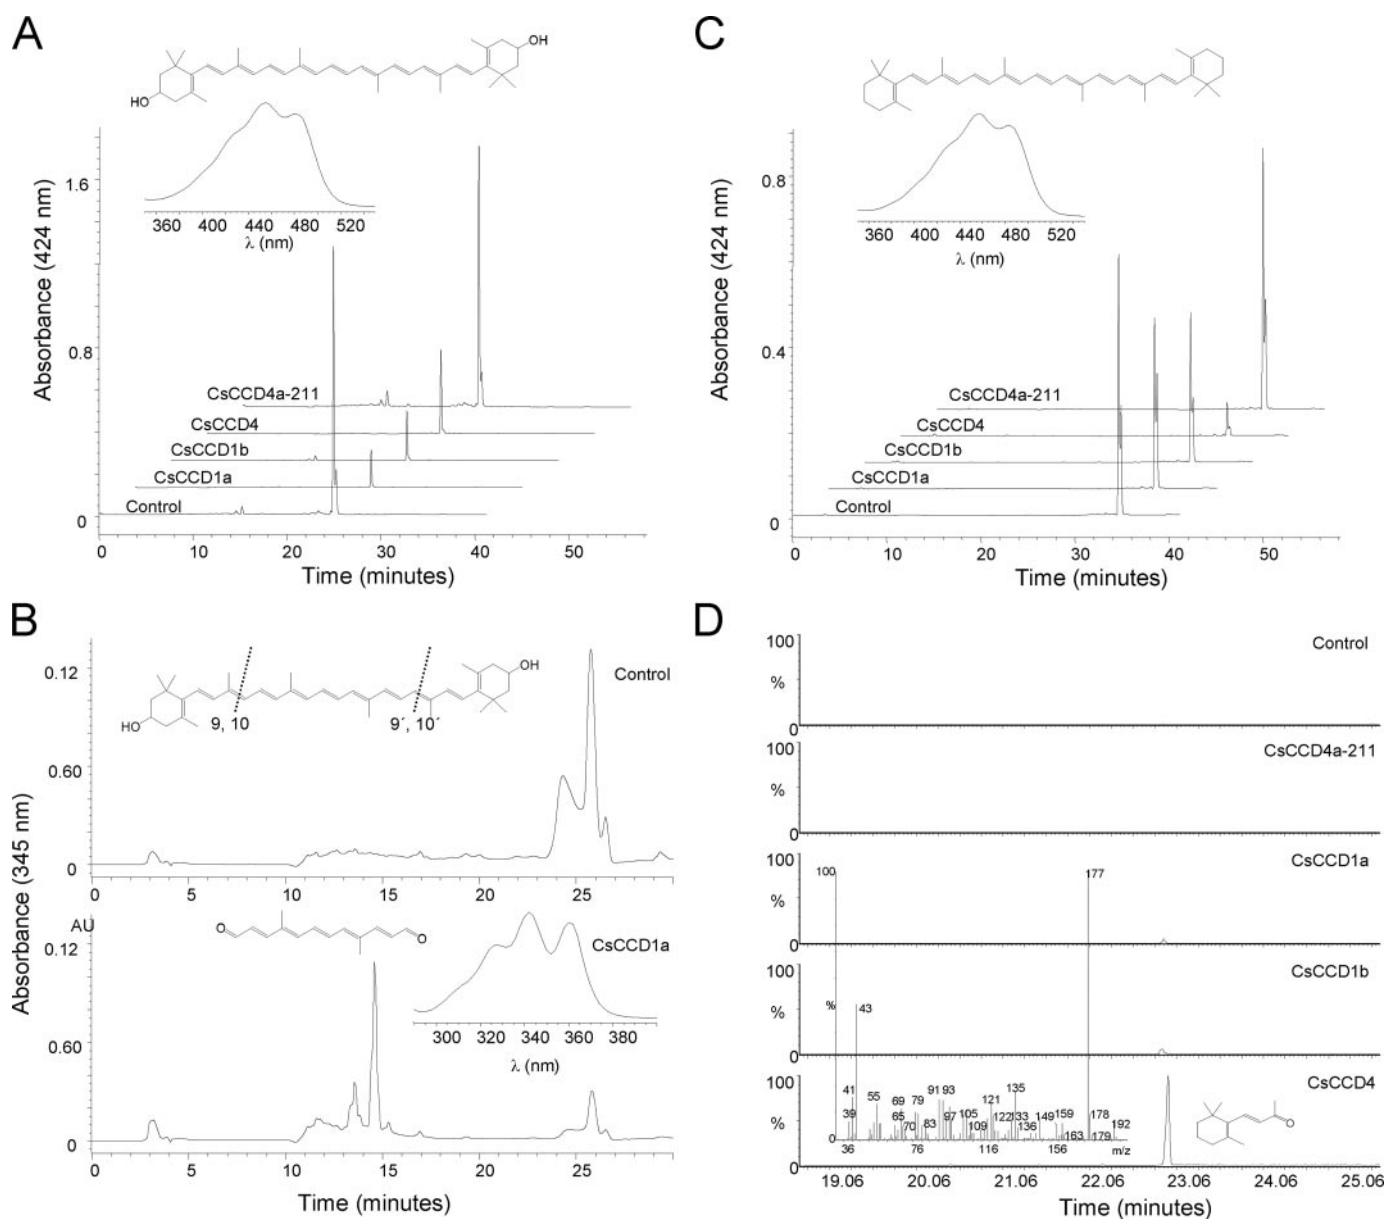 A
OH
HO
Absorbance (424 nm)
1.6
0.8
0
360 400 440 480 520
λ (nm)
CsCCD4a-211
CsCCD4
CsCCD1b
CsCCD1a
Control
0 10 20 30 40 50
Time (minutes)
C
Absorbance (424 nm)
0.8
0.4
0
360 400 440 480 520
λ (nm)
CsCCD4a-211
CsCCD4
CsCCD1b
CsCCD1a
Control
0 10 20 30 40 50
Time (minutes)
B
Absorbance (345 nm)
0.12
0.60
0
OH
HO
9, 10
9´, 10´
Control
0 5 10 15 20 25
AU
0.12
0.60
0
O
O
CsCCD1a
300 320 340 360 380 400
λ (nm)
0 5 10 15 20 25
Time (minutes)
D
100
%
0
Control
100
%
0
CsCCD4a-211
100
%
0
CsCCD1a
100
177
100
%
0
CsCCD1b
%
43
100
%
0
CsCCD4
41 55 69 79 91 93 121 135
39 65 70 83 97 105 109 122 133 136 149 159 163 178 179 192
0
36 76 116 156 m/z
O
19.06 20.06 21.06 22.06 23.06 24.06 25.06
Time (minutes)